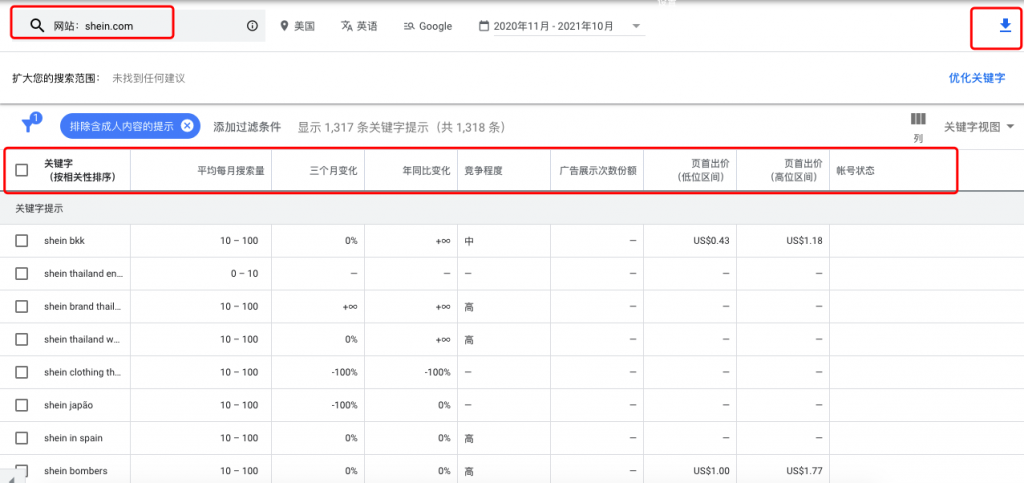 网站：shein.com
美国
英语
Google
2020年11月 - 2021年10月
扩大您的搜索范围：
未找到任何建议
优化关键字
1
排除含成人内容的提示
添加过滤条件
显示 1,317 条关键字提示（共 1,318 条）
列
关键字视图
关键字
（按相关性排序）
平均每月搜索量
三个月变化
年同比变化
竞争程度
广告展示次数份额
页首出价
（低位区间）
页首出价
（高位区间）
帐号状态
关键字提示
shein bkk 10 – 100 0% +∞ 中 – US$0.43 US$1.18
shein thailand en... 0 – 10 – – – – – –
shein brand thail... 10 – 100 +∞ +∞ 高 – – –
shein thailand w... 10 – 100 0% +∞ 高 – – –
shein clothing th... 10 – 100 -100% -100% – – – –
shein japão 10 – 100 -100% 0% – – – –
shein in spain 10 – 100 0% 0% 高 – – –
shein bombers 10 – 100 0% 0% 高 – US$1.00 US$1.77